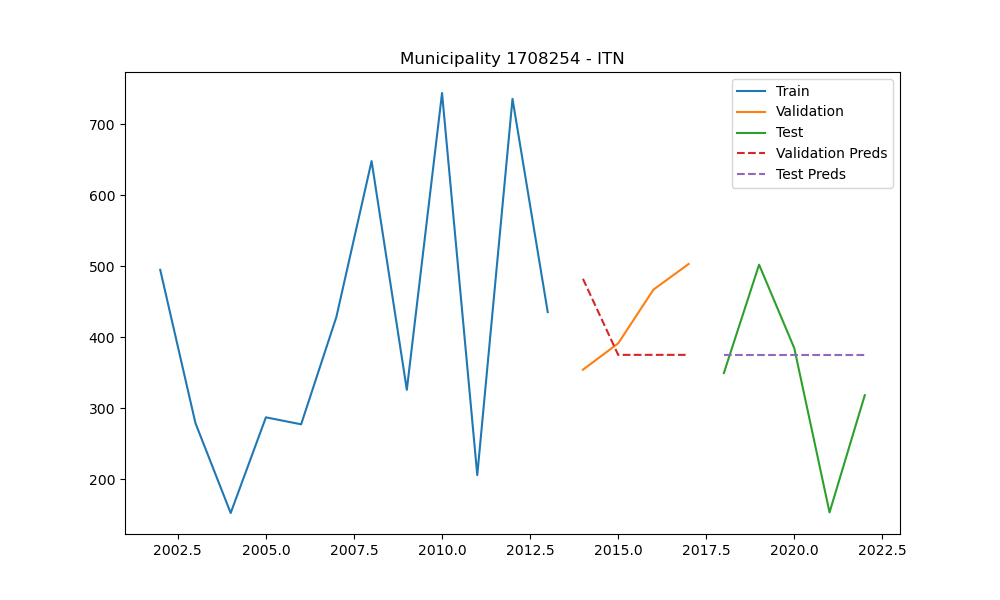 Municipality 1708254 - ITN
Train
Validation
Test
Validation Preds
Test Preds
700
600
500
400
300
200
2002.5 2005.0 2007.5 2010.0 2012.5 2015.0 2017.5 2020.0 2022.5